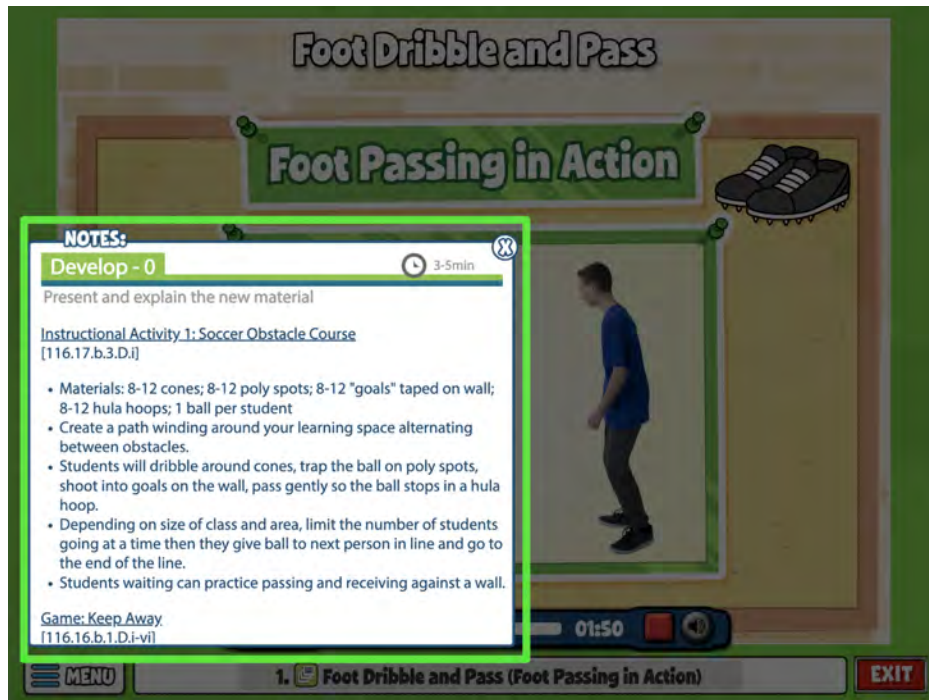 Foot Dribble and Pass
Foot Passing in Action
NOTES:
X
Develop - 0
3-5min
Present and explain the new material
Instructional Activity 1: Soccer Obstacle Course
[116.17.b.3.D.i]
• Materials: 8-12 cones; 8-12 poly spots; 8-12 "goals" taped on wall;
8-12 hula hoops; 1 ball per student
• Create a path winding around your learning space alternating
between obstacles.
• Students will dribble around cones, trap the ball on poly spots,
shoot into goals on the wall, pass gently so the ball stops in a hula
hoop.
• Depending on size of class and area, limit the number of students
going at a time then they give ball to next person in line and go to
the end of the line.
• Students waiting can practice passing and receiving against a wall.
Game: Keep Away
[116.16.b.1.D.i-vi]
01:50
MENU
1. Foot Dribble and Pass (Foot Passing in Action)
EXIT